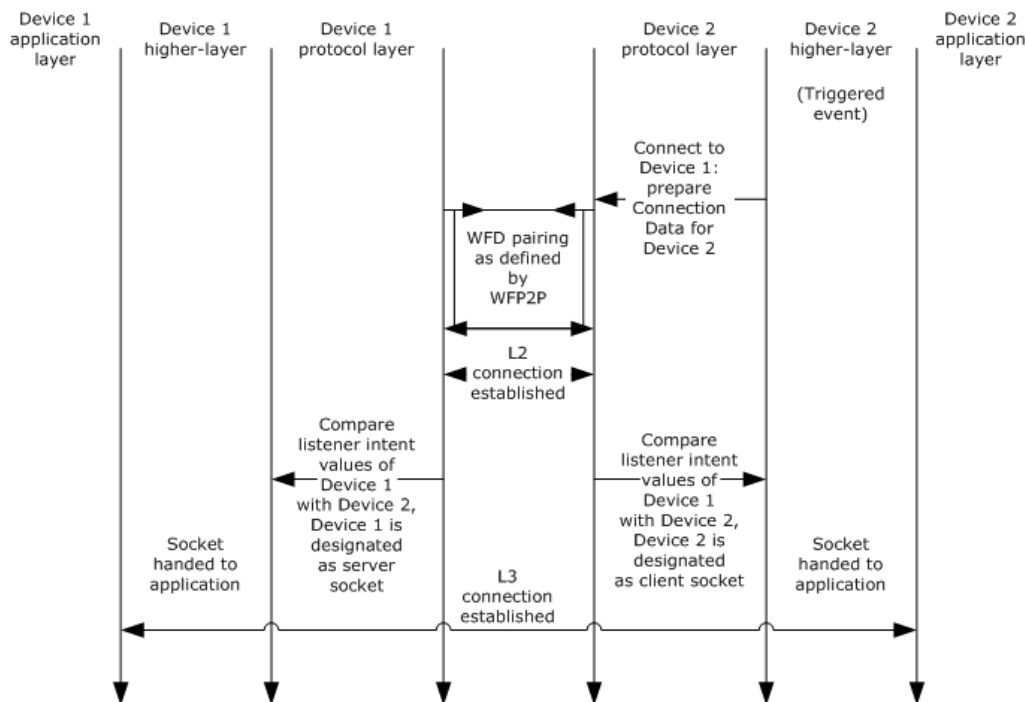 Device 1
application
layer
Device 1
higher-layer
Device 1
protocol layer
Device 2
protocol layer
Device 2
higher-layer
Device 2
application
layer
(Triggered
event)
Connect to
Device 1:
prepare
Connection
Data for
Device 2
WFD pairing
as defined
by
WFP2P
L2
connection
established
Compare
listener intent
values of
Device 1
with Device 2,
Device 1 is
designated
as server
socket
Compare
listener intent
values of
Device 1
with Device 2,
Device 2 is
designated
as client socket
Socket
handed to
application
L3
connection
established
Socket
handed to
application